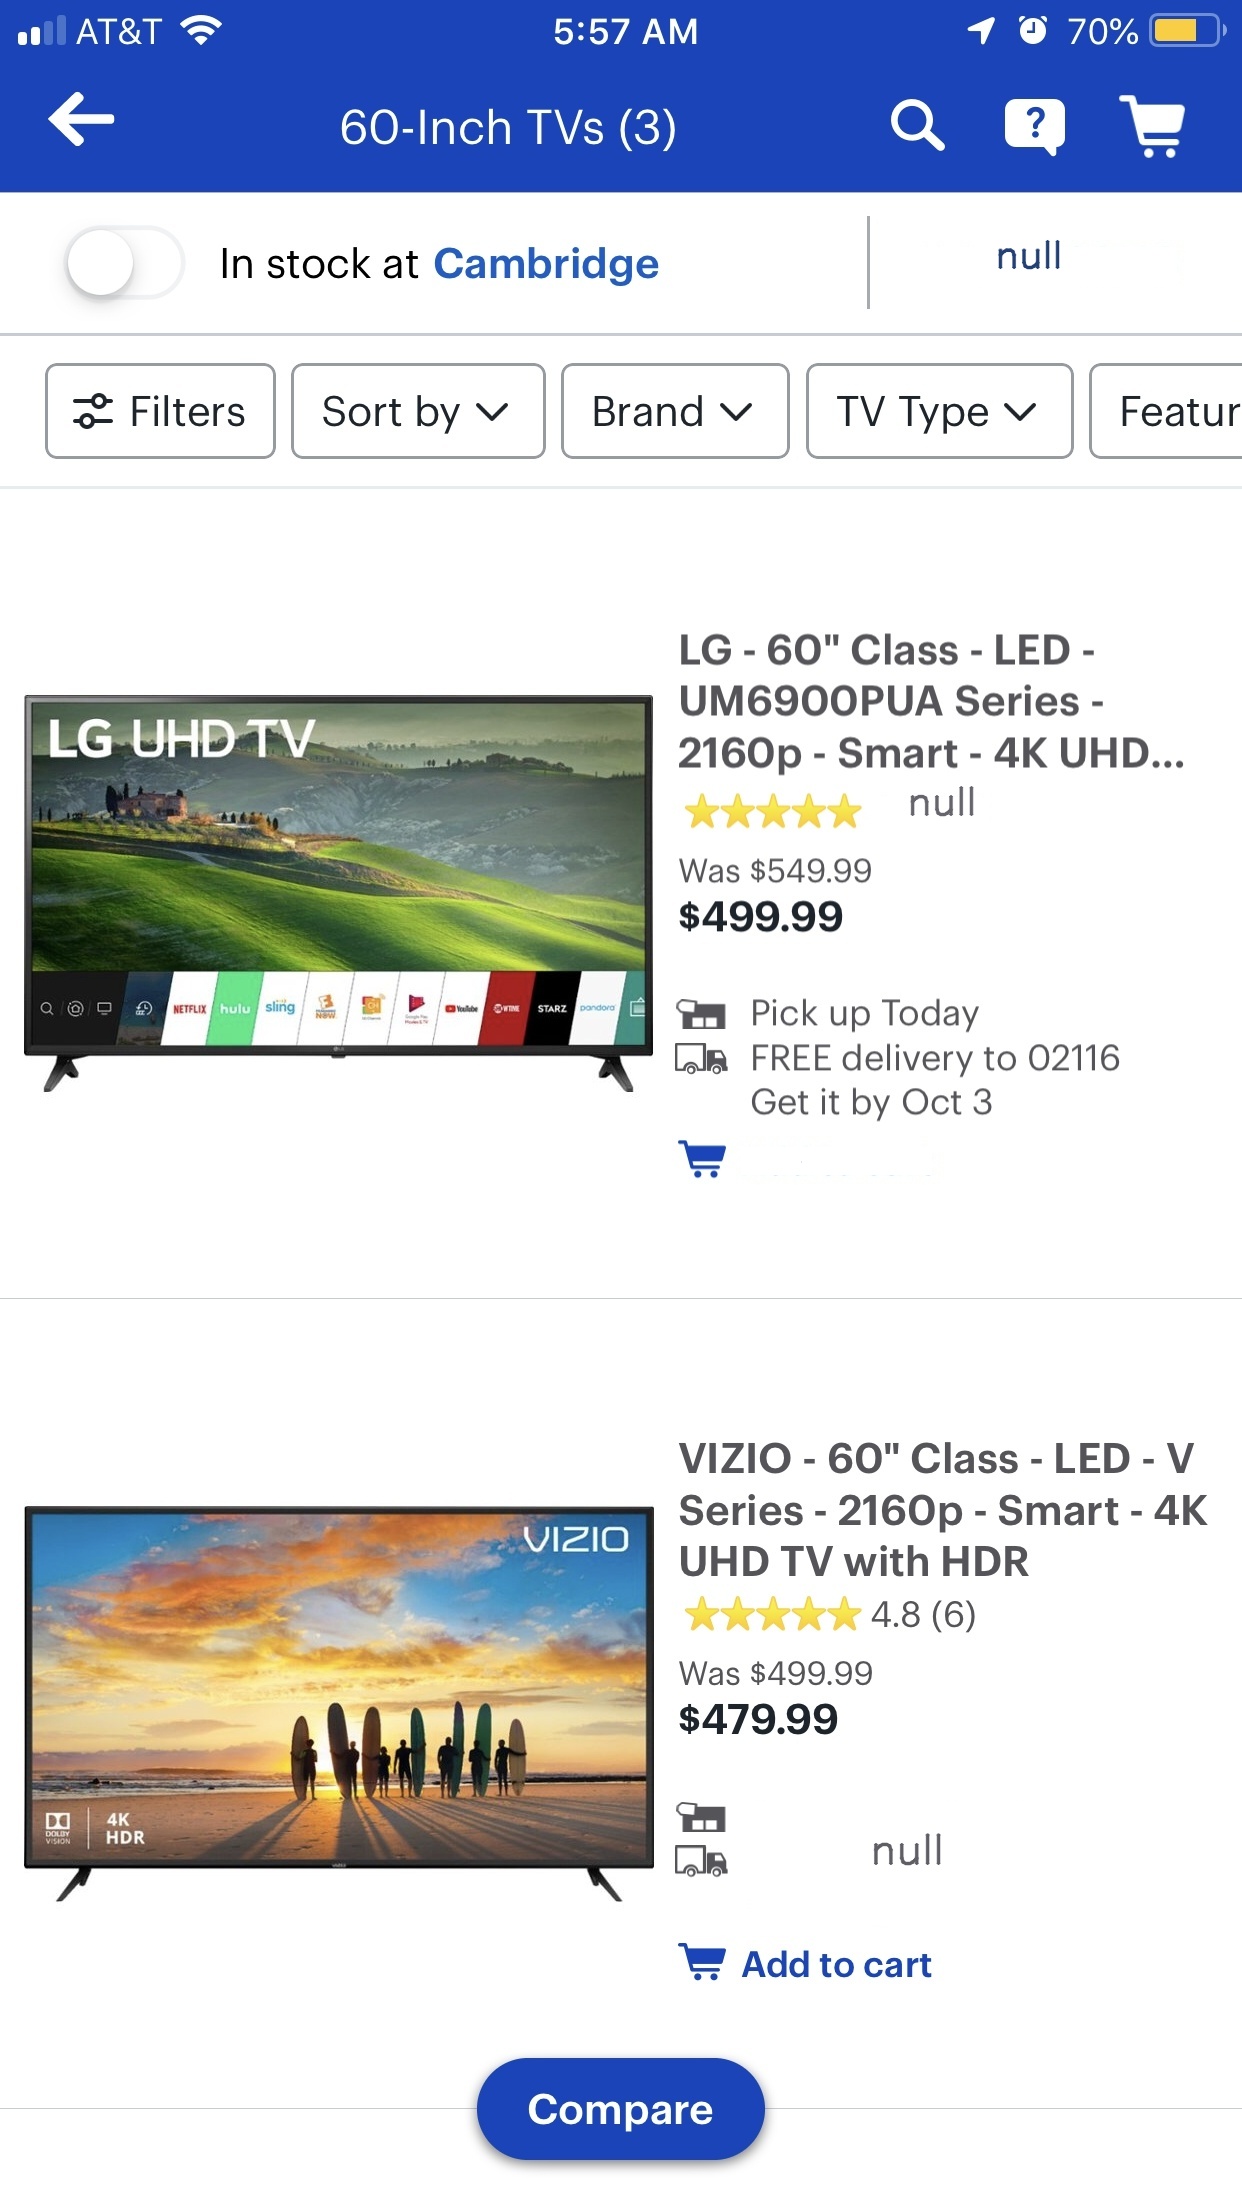 AT&T 5:57 AM 70%
60-Inch TVs (3)
In stock at Cambridge null
Filters Sort by Brand TV Type Featur
LG - 60" Class - LED -
UM6900PUA Series -
2160p - Smart - 4K UHD...
null
Was $549.99
$499.99
Pick up Today
FREE delivery to 02116
Get it by Oct 3
LG UHD TV
NETFLIX hulu sling YouTube SHOWTIME STARZ pandora
VIZIO - 60" Class - LED - V
Series - 2160p - Smart - 4K
UHD TV with HDR
4.8 (6)
Was $499.99
$479.99
null
Add to cart
VIZIO
DOLBY
VISION
4K
HDR
Compare